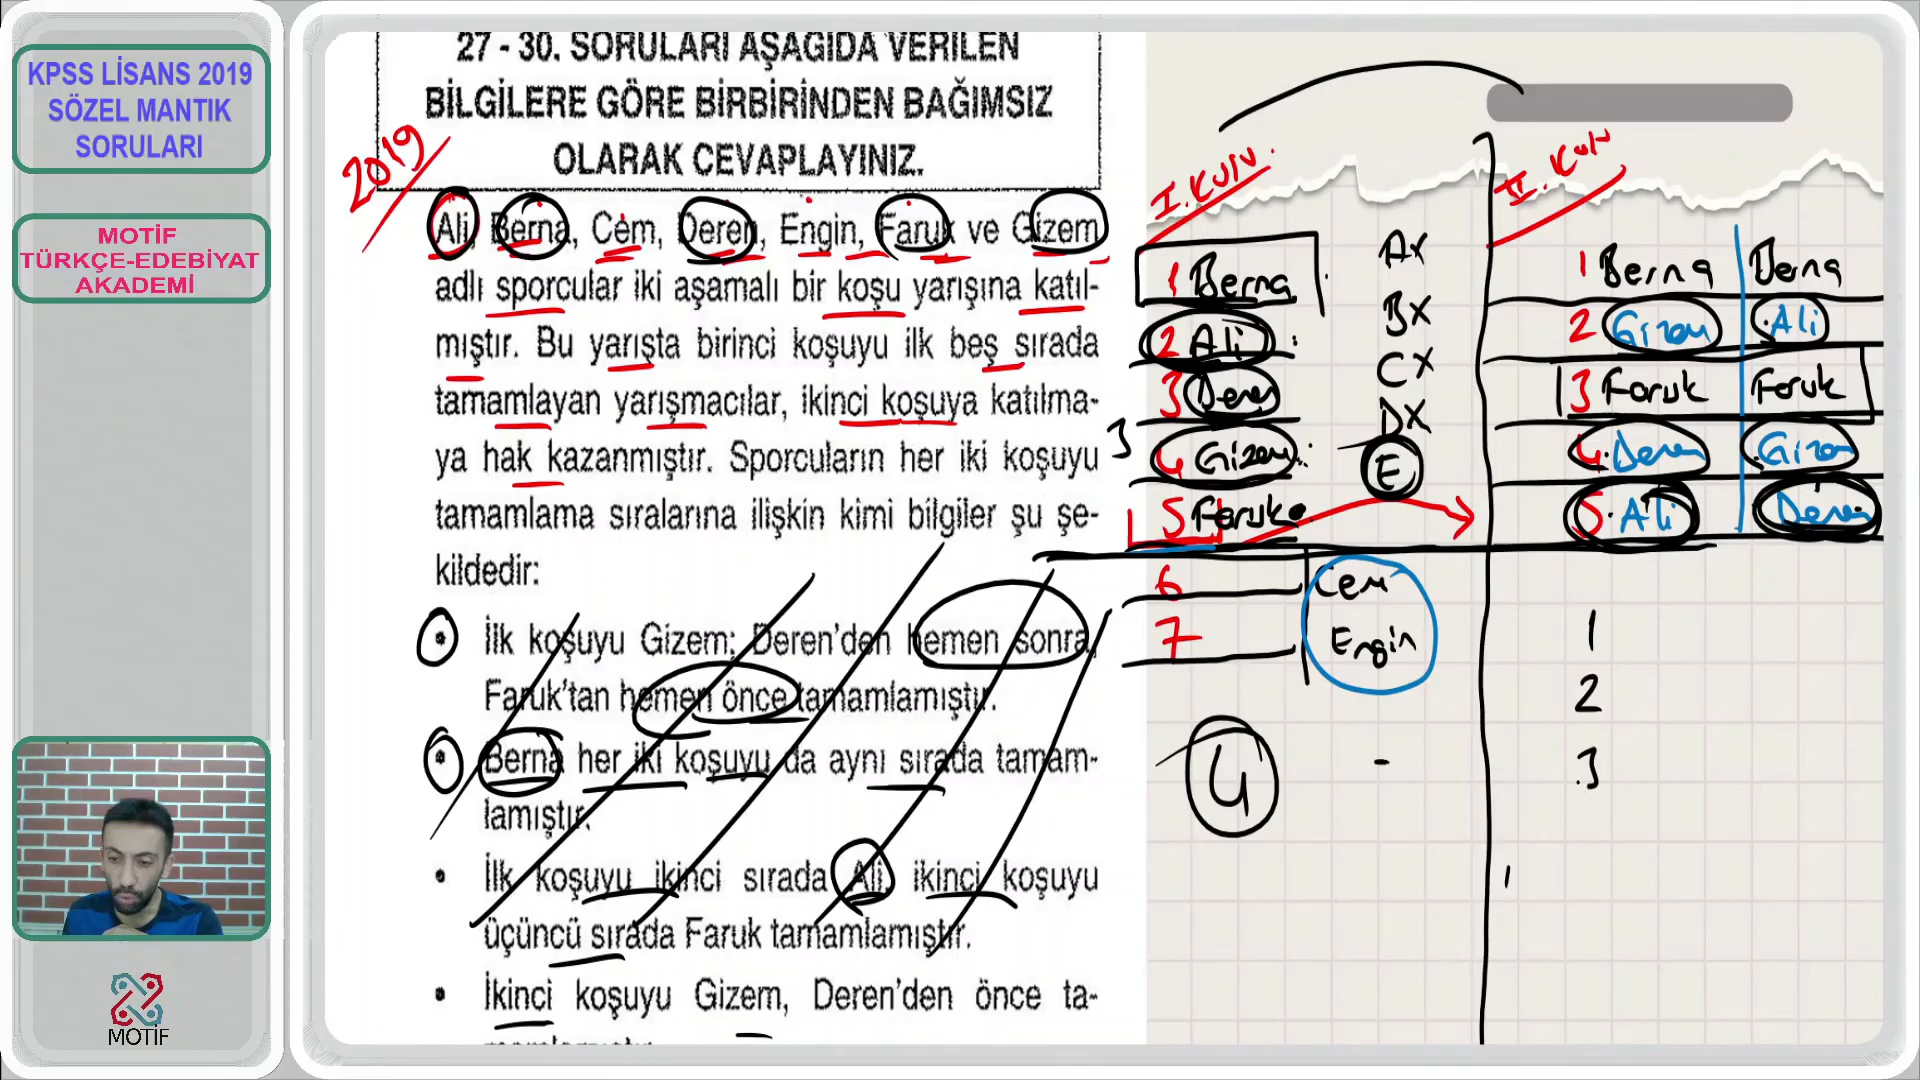 KPSS LİSANS 2019
SÖZEL MANTIK
SORULARI
MOTİF
TÜRKÇE-EDEBİYAT
AKADEMİ
MOTİF
27 - 30. SORULARI AŞAĞIDA VERİLEN
BİLGİLERE GÖRE BİRBİRİNDEN BAĞIMSIZ
OLARAK CEVAPLAYINIZ.
2019
Ali, Berna, Cem, Deren, Engin, Faruk ve Gizem
adlı sporcular iki aşamalı bir koşu yarışına katıl-
mıştır. Bu yarışta birinci koşuyu ilk beş sırada
tamamlayan yarışmacılar, ikinci koşuya katılma-
ya hak kazanmıştır. Sporcuların her iki koşuyu
tamamlama sıralarına ilişkin kimi bilgiler şu şe-
kildedir:
• İlk koşuyu Gizem; Deren'den hemen sonra,
Faruk'tan hemen önce tamamlamıştır.
• Berna her iki koşuyu da aynı sırada tamam-
lamıştır.
• İlk koşuyu ikinci sırada Ali, ikinci koşuyu
üçüncü sırada Faruk tamamlamıştır.
• İkinci koşuyu Gizem, Deren'den önce ta-
1 Berna
2 Ali
3 Deren
3
4 Gizem
5 Faruk
6
7
Cem
Engin
4
-
AX
BX
CX
DX
E
1 Berna Berna
2 Gizem Ali
3 Faruk Faruk
4 Deren Gizem
5 Ali Deren
1
2
3